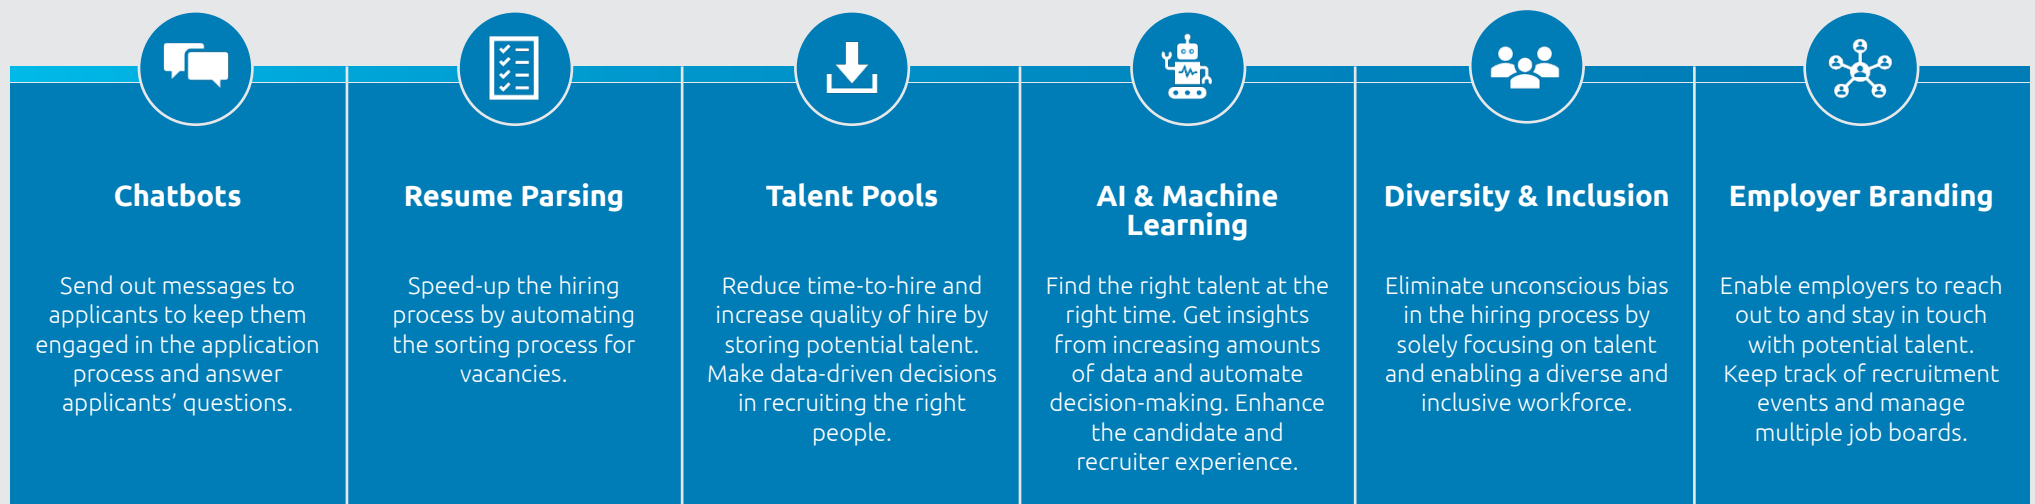 Chatbots
Send out messages to
applicants to keep them
engaged in the application
process and answer
applicants’ questions.
Resume Parsing
Speed-up the hiring
process by automating
the sorting process for
vacancies.
Talent Pools
Reduce time-to-hire and
increase quality of hire by
storing potential talent.
Make data-driven decisions
in recruiting the right
people.
AI & Machine
Learning
Find the right talent at the
right time. Get insights
from increasing amounts
of data and automate
decision-making. Enhance
the candidate and
recruiter experience.
Diversity & Inclusion
Eliminate unconscious bias
in the hiring process by
solely focusing on talent
and enabling a diverse and
inclusive workforce.
Employer Branding
Enable employers to reach
out to and stay in touch
with potential talent.
Keep track of recruitment
events and manage
multiple job boards.